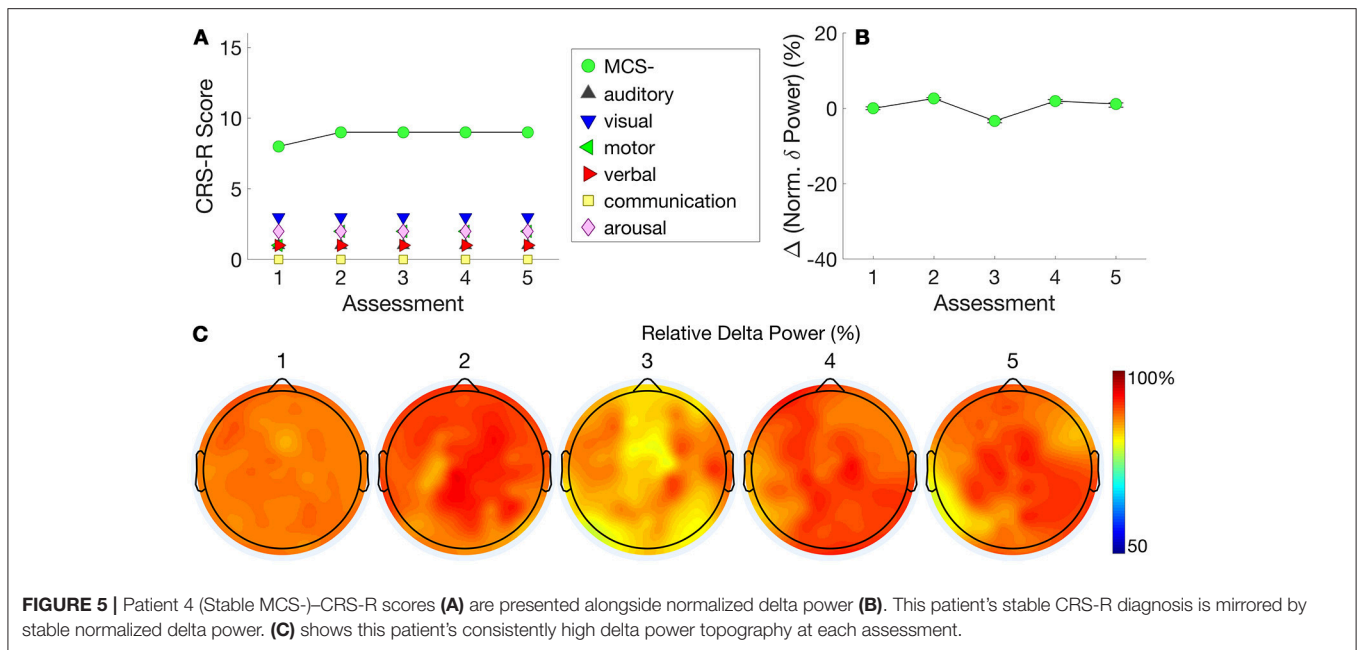 A
CRS-R Score
15
10
5
0
1 2 3 4 5
Assessment
MCS-
auditory
visual
motor
verbal
communication
arousal
B
Δ (Norm. δ Power) (%)
20
0
-20
-40
1 2 3 4 5
Assessment
C
Relative Delta Power (%)
1 2 3 4 5
100%
50
FIGURE 5 | Patient 4 (Stable MCS-)–CRS-R scores (A) are presented alongside normalized delta power (B). This patient's stable CRS-R diagnosis is mirrored by
stable normalized delta power. (C) shows this patient's consistently high delta power topography at each assessment.